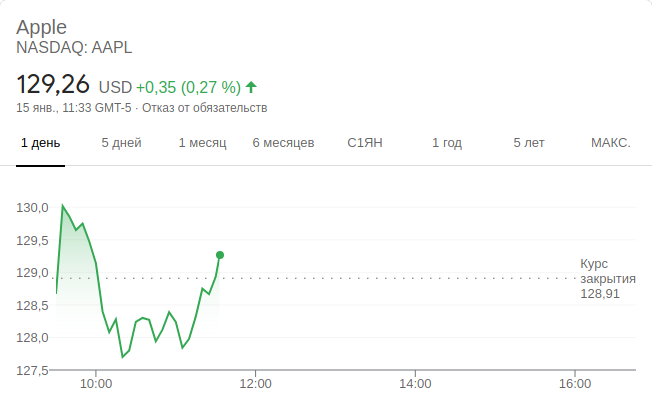 Apple
NASDAQ: AAPL
129,26 USD +0,35 (0,27 %)
15 янв., 11:33 GMT-5 · Отказ от обязательств
1 день 5 дней 1 месяц 6 месяцев С1ЯН 1 год 5 лет МАКС.
130,0
129,5
129,0
128,5
128,0
127,5
Курс
закрытия
128,91
10:00 12:00 14:00 16:00